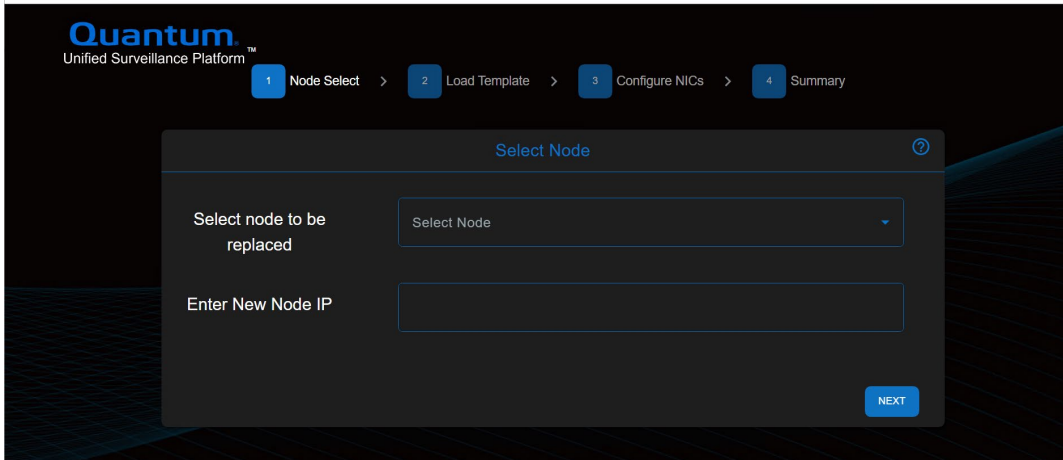 Quantum.
Unified Surveillance Platform™
1 Node Select > 2 Load Template > 3 Configure NICs > 4 Summary
Select Node
Select node to be
replaced
Select Node
Enter New Node IP
NEXT